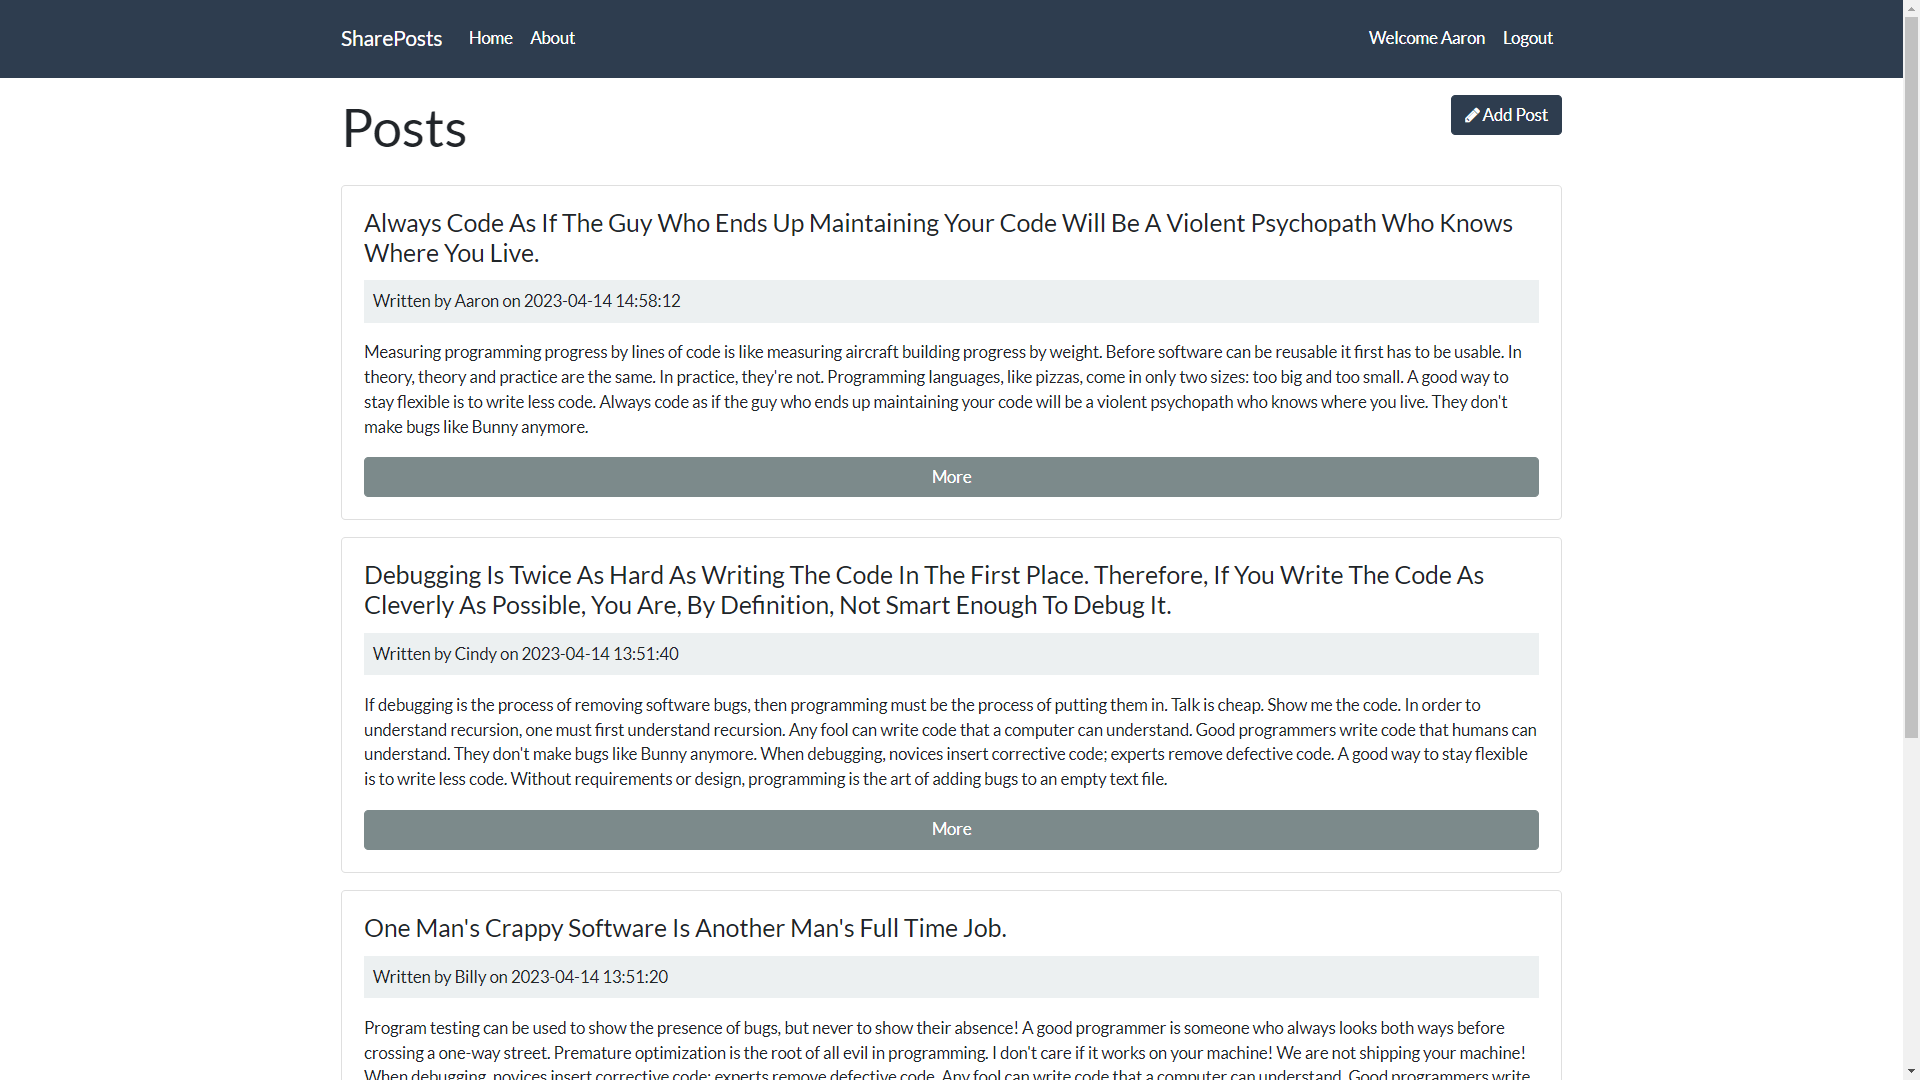 SharePosts Home About Welcome Aaron Logout
Posts
Add Post
Always Code As If The Guy Who Ends Up Maintaining Your Code Will Be A Violent Psychopath Who Knows
Where You Live.
Written by Aaron on 2023-04-14 14:58:12
Measuring programming progress by lines of code is like measuring aircraft building progress by weight. Before software can be reusable it first has to be usable. In
theory, theory and practice are the same. In practice, they're not. Programming languages, like pizzas, come in only two sizes: too big and too small. A good way to
stay flexible is to write less code. Always code as if the guy who ends up maintaining your code will be a violent psychopath who knows where you live. They don't
make bugs like Bunny anymore.
More
Debugging Is Twice As Hard As Writing The Code In The First Place. Therefore, If You Write The Code As
Cleverly As Possible, You Are, By Definition, Not Smart Enough To Debug It.
Written by Cindy on 2023-04-14 13:51:40
If debugging is the process of removing software bugs, then programming must be the process of putting them in. Talk is cheap. Show me the code. In order to
understand recursion, one must first understand recursion. Any fool can write code that a computer can understand. Good programmers write code that humans can
understand. They don't make bugs like Bunny anymore. When debugging, novices insert corrective code; experts remove defective code. A good way to stay flexible
is to write less code. Without requirements or design, programming is the art of adding bugs to an empty text file.
More
One Man's Crappy Software Is Another Man's Full Time Job.
Written by Billy on 2023-04-14 13:51:20
Program testing can be used to show the presence of bugs, but never to show their absence! A good programmer is someone who always looks both ways before
crossing a one-way street. Premature optimization is the root of all evil in programming. I don't care if it works on your machine! We are not shipping your machine!
When debugging, novices insert corrective code; experts remove defective code. Any fool can write code that a computer can understand. Good programmers write